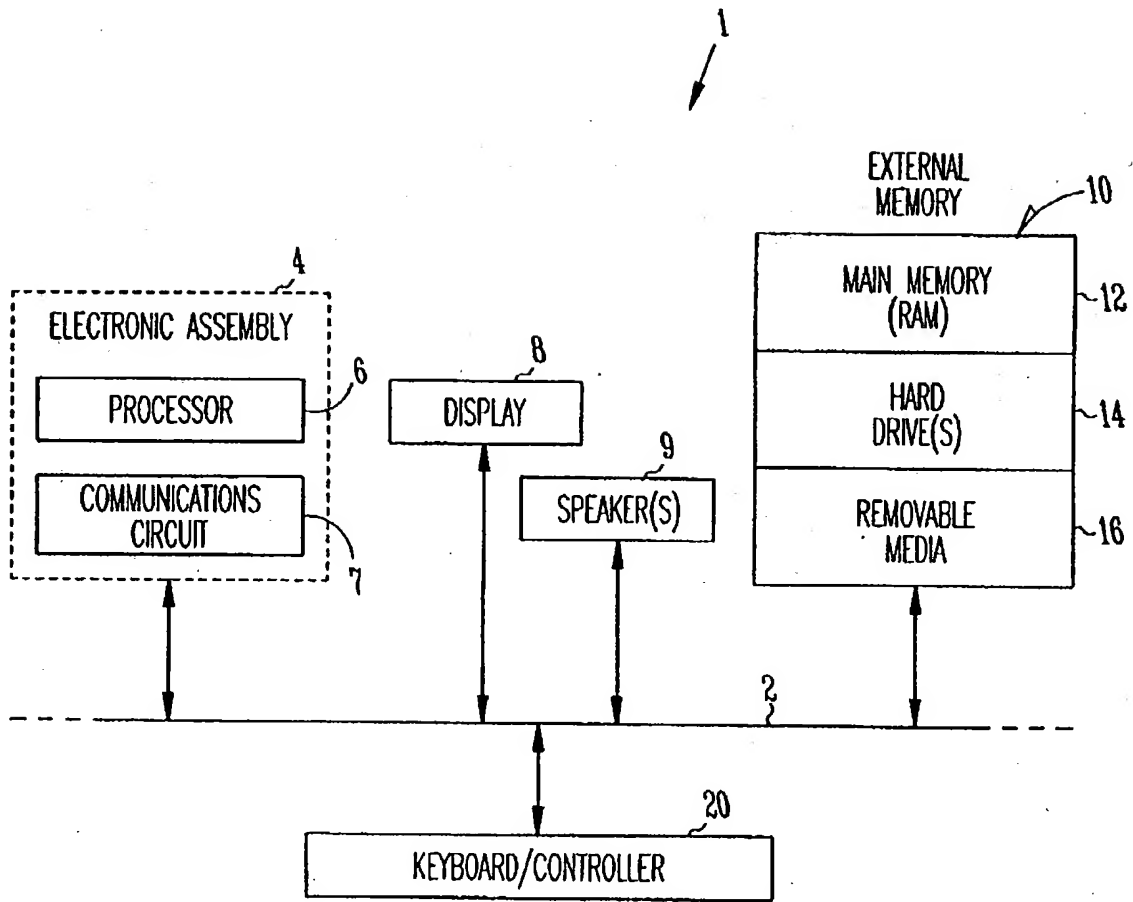 1
EXTERNAL
MEMORY
10
MAIN MEMORY
(RAM)
12
HARD
DRIVE(S)
14
REMOVABLE
MEDIA
16
4
ELECTRONIC ASSEMBLY
PROCESSOR
6
COMMUNICATIONS
CIRCUIT
7
8
DISPLAY
9
SPEAKER(S)
2
20
KEYBOARD/CONTROLLER